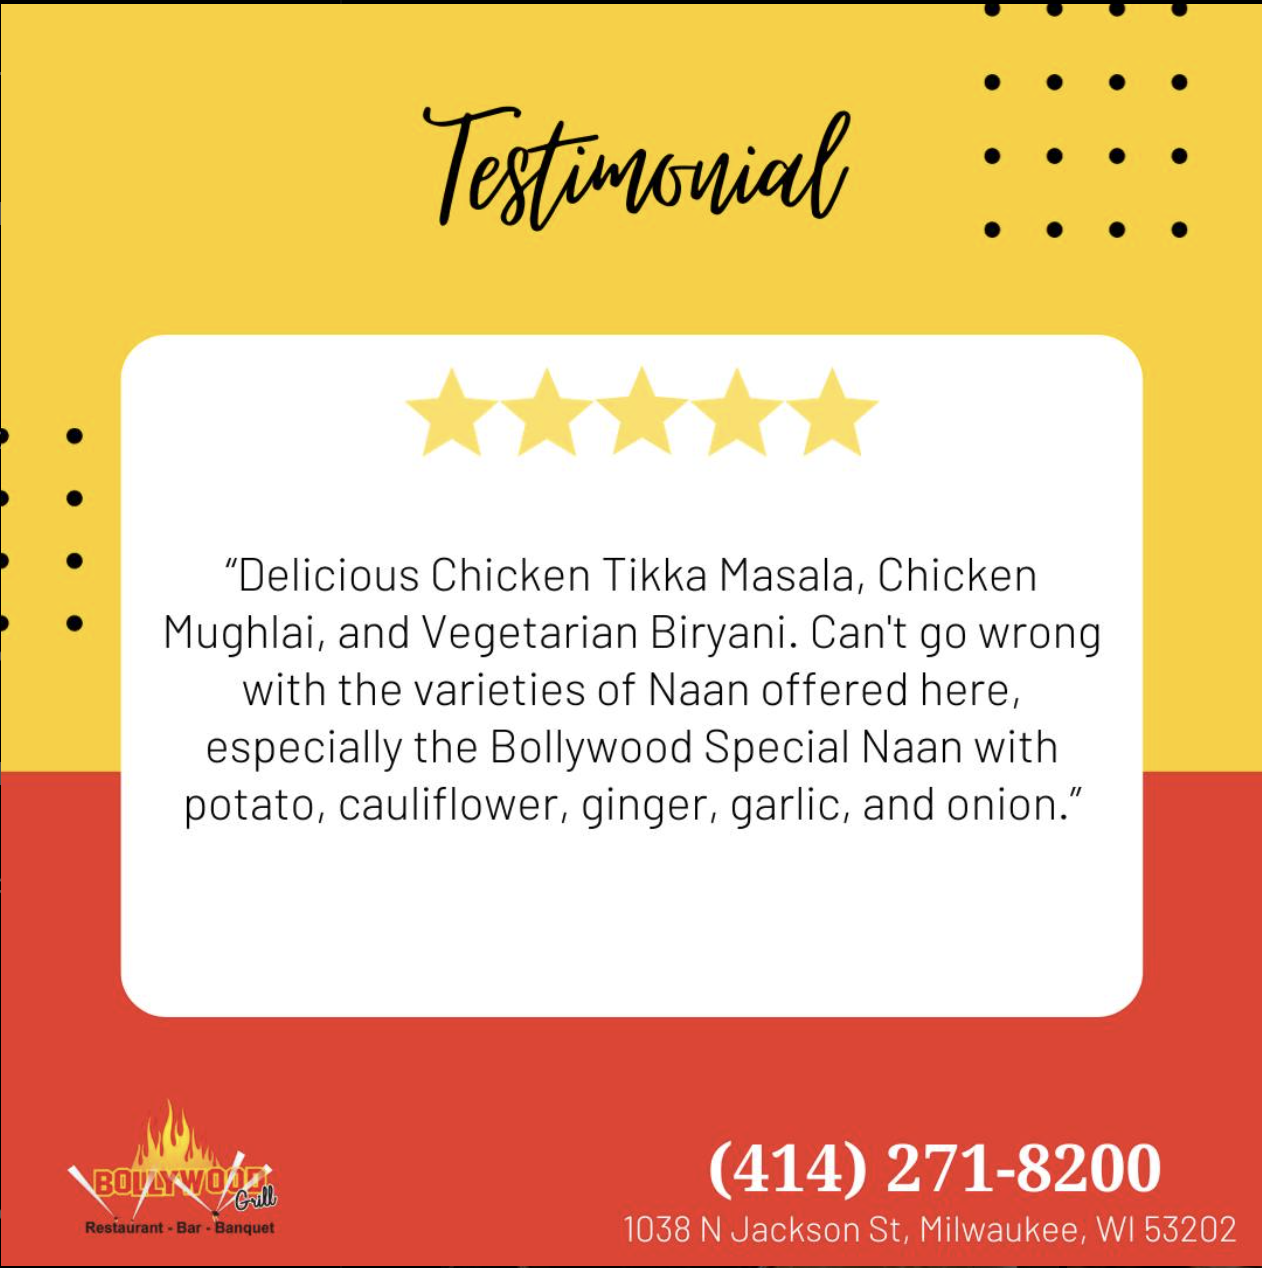 Testimonial
“Delicious Chicken Tikka Masala, Chicken
Mughlai, and Vegetarian Biryani. Can't go wrong
with the varieties of Naan offered here,
especially the Bollywood Special Naan with
potato, cauliflower, ginger, garlic, and onion.”
BOLLYWOOD
Grill
Restaurant - Bar - Banquet
(414) 271-8200
1038 N Jackson St, Milwaukee, WI 53202